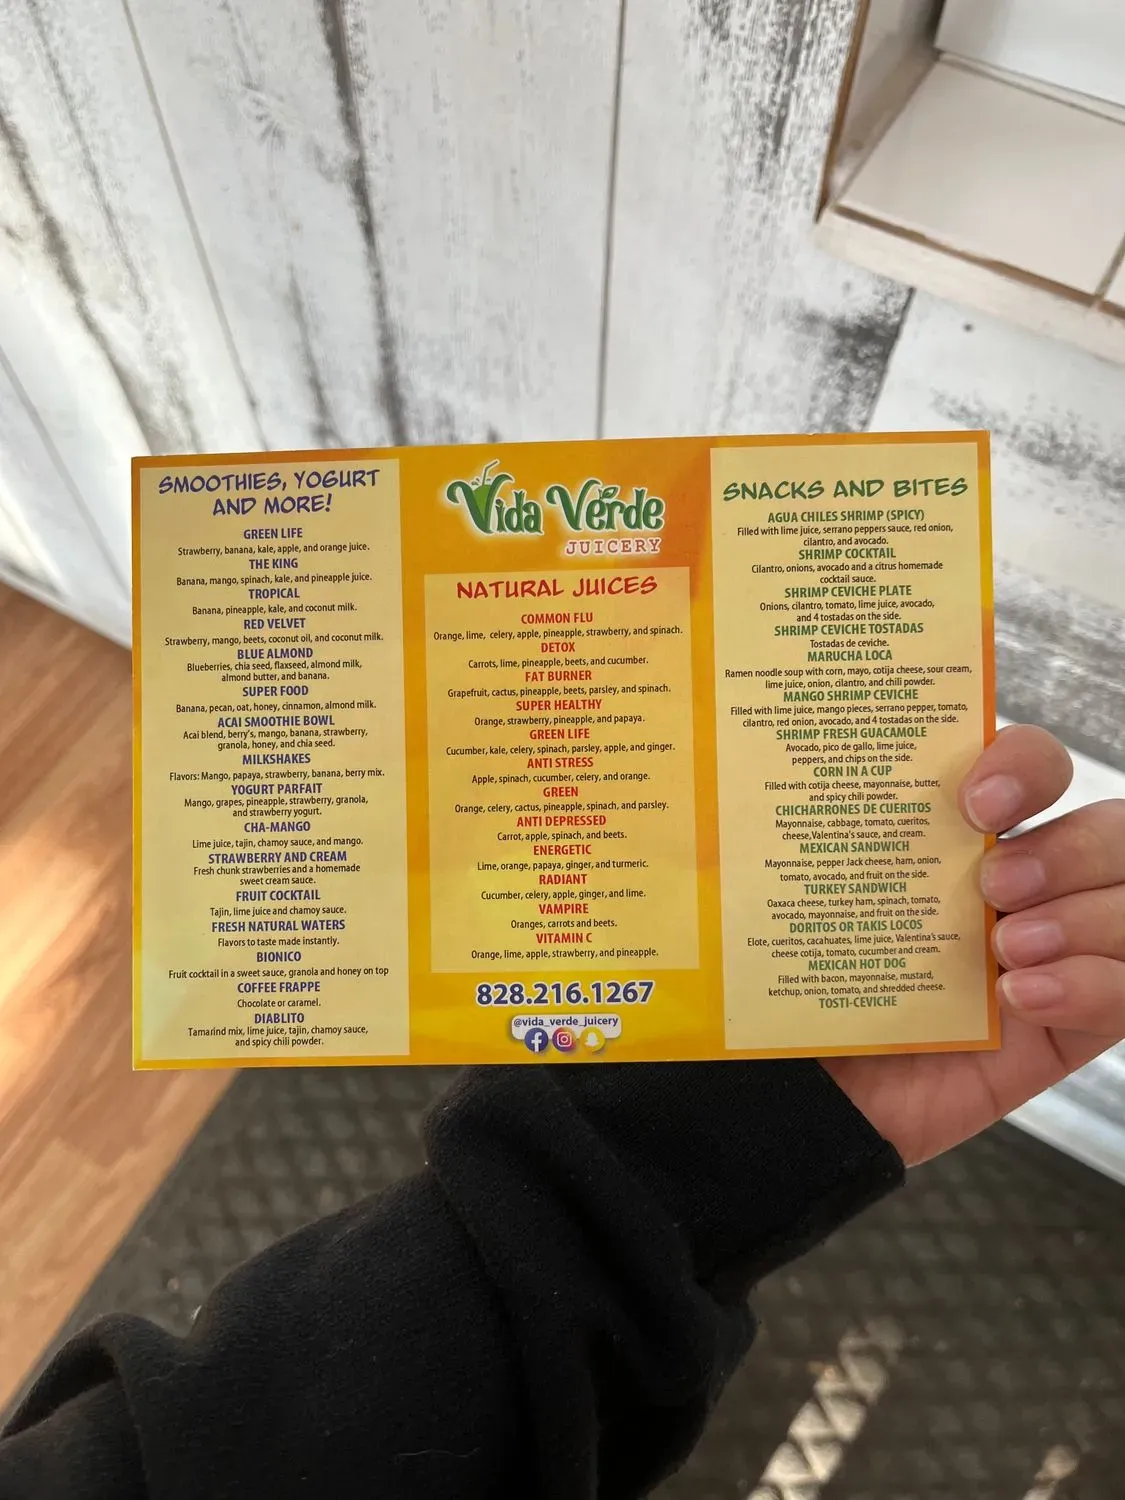 SMOOTHIES, YOGURT
AND MORE!
GREEN LIFE
Strawberry, banana, kale, apple, and orange juice.
THE KING
Banana, mango, spinach, kale, and pineapple juice.
TROPICAL
Banana, pineapple, kale, and coconut milk.
RED VELVET
Strawberry, mango, beets, coconut oil, and coconut milk.
BLUE ALMOND
Blueberries, chia seed, flaxseed, almond milk,
almond butter, and banana.
SUPER FOOD
Banana, pecan, oat, honey, cinnamon, almond milk.
ACAI SMOOTHIE BOWL
Acai blend, berry's, mango, banana, strawberry,
granola, honey, and chia seed.
MILKSHAKES
Flavors: Mango, papaya, strawberry, banana, berry mix.
YOGURT PARFAIT
Mango, grapes, pineapple, strawberry, granola,
and strawberry yogurt.
CHA-MANGO
Lime juice, tajin, chamoy sauce, and mango.
STRAWBERRY AND CREAM
Fresh chunk strawberries and a homemade
sweet cream sauce.
FRUIT COCKTAIL
Tajin, lime juice and chamoy sauce.
FRESH NATURAL WATERS
Flavors to taste made instantly.
BIONICO
Fruit cocktail in a sweet sauce, granola and honey on top
COFFEE FRAPPE
Chocolate or caramel.
DIABLITO
Tamarind mix, lime juice, tajin, chamoy sauce,
and spicy chili powder.
Vida Verde
JUICERY
NATURAL JUICES
COMMON FLU
Orange, lime, celery, apple, pineapple, strawberry, and spinach.
DETOX
Carrots, lime, pineapple, beets, and cucumber.
FAT BURNER
Grapefruit, cactus, pineapple, beets, parsley, and spinach.
SUPER HEALTHY
Orange, strawberry, pineapple, and papaya.
GREEN LIFE
Cucumber, kale, celery, spinach, parsley, apple, and ginger.
ANTI STRESS
Apple, spinach, cucumber, celery, and orange.
GREEN
Orange, celery, cactus, pineapple, spinach, and parsley.
ANTI DEPRESSED
Carrot, apple, spinach, and beets.
ENERGETIC
Lime, orange, papaya, ginger, and turmeric.
RADIANT
Cucumber, celery, apple, ginger, and lime.
VAMPIRE
Oranges, carrots and beets.
VITAMIN C
Orange, lime, apple, strawberry, and pineapple.
828.216.1267
@vida_verde_juicery
SNACKS AND BITES
AGUA CHILES SHRIMP (SPICY)
Filled with lime juice, serrano peppers sauce, red onion,
cilantro, and avocado.
SHRIMP COCKTAIL
Cilantro, onions, avocado and a citrus homemade
cocktail sauce.
SHRIMP CEVICHE PLATE
Onions, cilantro, tomato, lime juice, avocado,
and 4 tostadas on the side.
SHRIMP CEVICHE TOSTADAS
Tostadas de ceviche.
MARUCHA LOCA
Ramen noodle soup with corn, mayo, cotija cheese, sour cream,
lime juice, onion, cilantro, and chili powder.
MANGO SHRIMP CEVICHE
Filled with lime juice, mango pieces, serrano pepper, tomato,
cilantro, red onion, avocado, and 4 tostadas on the side.
SHRIMP FRESH GUACAMOLE
Avocado, pico de gallo, lime juice,
peppers, and chips on the side.
CORN IN A CUP
Filled with cotija cheese, mayonnaise, butter,
and spicy chili powder.
CHICHARRONES DE CUERITOS
Mayonnaise, cabbage, tomato, cueritos,
cheese,Valentina's sauce, and cream.
MEXICAN SANDWICH
Mayonnaise, pepper Jack cheese, ham, onion,
tomato, avocado, and fruit on the side.
TURKEY SANDWICH
Oaxaca cheese, turkey ham, spinach, tomato,
avocado, mayonnaise, and fruit on the side.
DORITOS OR TAKIS LOCOS
Elote, cueritos, cacahuates, lime juice, Valentina's sauce,
cheese cotija, tomato, cucumber and cream.
MEXICAN HOT DOG
Filled with bacon, mayonnaise, mustard,
ketchup, onion, tomato, and shredded cheese.
TOSTI-CEVICHE